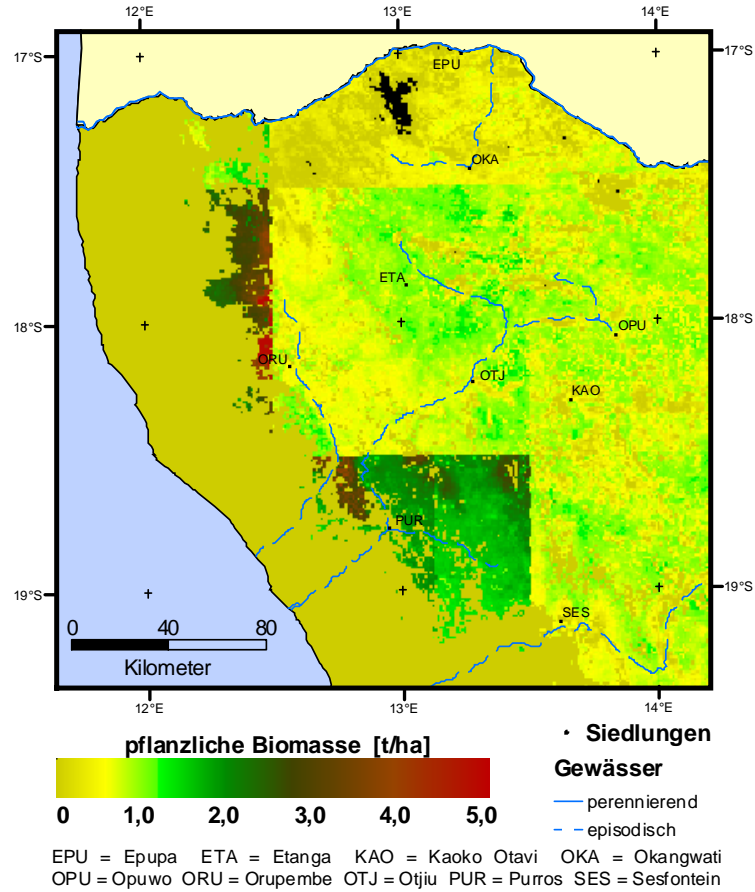 12°E 13°E 14°E
17°S 17°S
EPU
OKA
ETA
18°S 18°S
OPU
ORU
OTJ
KAO
PUR
19°S 19°S
SES
0 40 80
Kilometer
12°E 13°E 14°E
pflanzliche Biomasse [t/ha]
0 1,0 2,0 3,0 4,0 5,0
Siedlungen
Gewässer
perennierend
episodisch
EPU = Epupa ETA = Etanga KAO = Kaoko Otavi OKA = Okangwati
OPU = Opuwo ORU = Orupembe OTJ = Otjiu PUR = Purros SES = Sesfontein